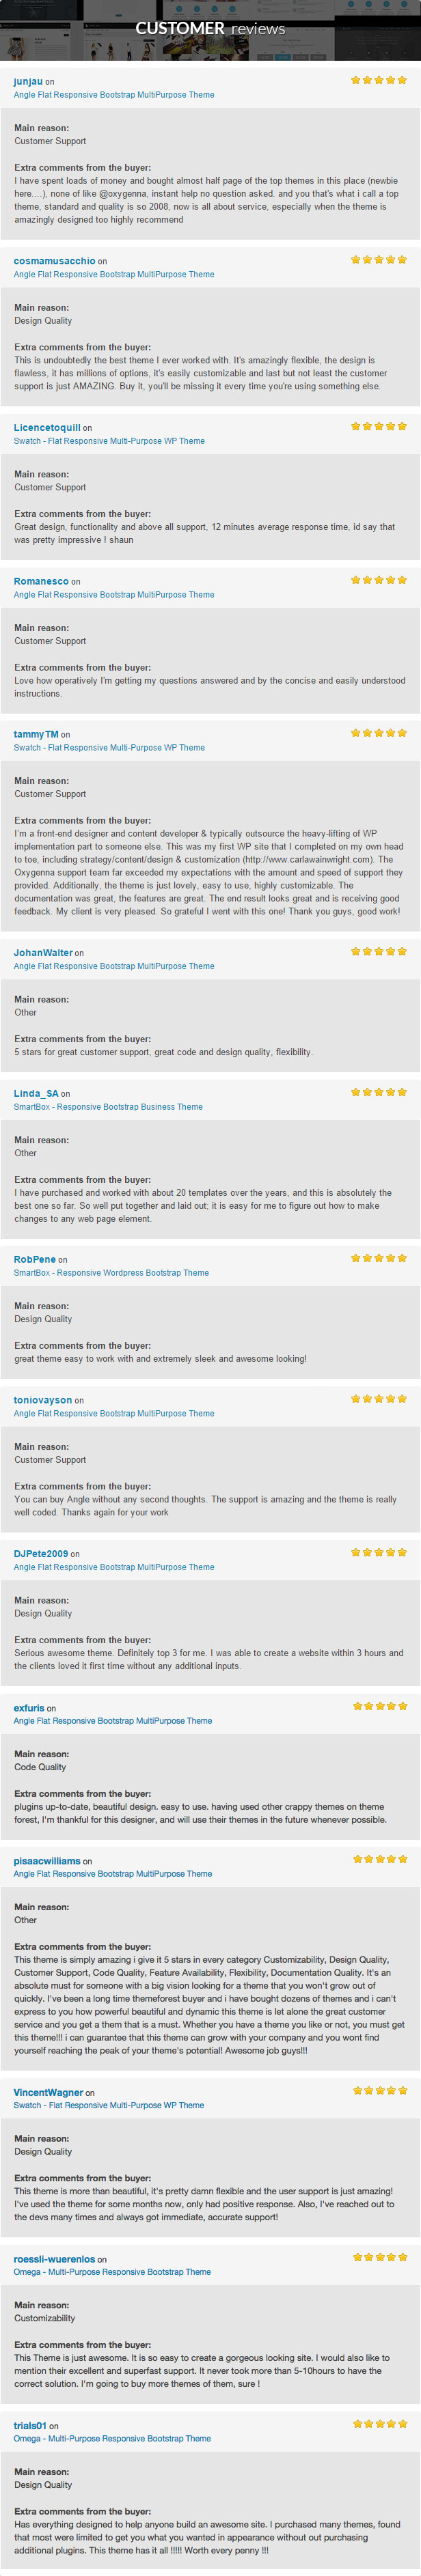 CUSTOMER reviews
junjau on
Angle Flat Responsive Bootstrap MultiPurpose Theme
Main reason:
Customer Support
Extra comments from the buyer:
I have spent loads of money and bought almost half page of the top themes in this place (newbie
here....), none of like @oxygenna, instant help no question asked. and you that's what i call a top
theme, standard and quality is so 2008, now is all about service, especially when the theme is
amazingly designed too highly recommend
cosmamusacchio on
Angle Flat Responsive Bootstrap MultiPurpose Theme
Main reason:
Design Quality
Extra comments from the buyer:
This is undoubtedly the best theme I ever worked with. It's amazingly flexible, the design is
flawless, it has millions of options, it's easily customizable and last but not least the customer
support is just AMAZING. Buy it, you'll be missing it every time you're using something else.
Licencetoquill on
Swatch - Flat Responsive Multi-Purpose WP Theme
Main reason:
Customer Support
Extra comments from the buyer:
Great design, functionality and above all support, 12 minutes average response time, id say that
was pretty impressive ! shaun
Romanesco on
Angle Flat Responsive Bootstrap MultiPurpose Theme
Main reason:
Customer Support
Extra comments from the buyer:
Love how operatively I'm getting my questions answered and by the concise and easily understood
instructions.
tammyTM on
Swatch - Flat Responsive Multi-Purpose WP Theme
Main reason:
Customer Support
Extra comments from the buyer:
I'm a front-end designer and content developer & typically outsource the heavy-lifting of WP
implementation part to someone else. This was my first WP site that I completed on my own head
to toe, including strategy/content/design & customization (http://www.carlawainwright.com). The
Oxygenna support team far exceeded my expectations with the amount and speed of support they
provided. Additionally, the theme is just lovely, easy to use, highly customizable. The
documentation was great, the features are great. The end result looks great and is receiving good
feedback. My client is very pleased. So grateful I went with this one! Thank you guys, good work!
JohanWalter on
Angle Flat Responsive Bootstrap MultiPurpose Theme
Main reason:
Other
Extra comments from the buyer:
5 stars for great customer support, great code and design quality, flexibility.
Linda_SA on
SmartBox - Responsive Bootstrap Business Theme
Main reason:
Other
Extra comments from the buyer:
I have purchased and worked with about 20 templates over the years, and this is absolutely the
best one so far. So well put together and laid out; it is easy for me to figure out how to make
changes to any web page element.
RobPene on
SmartBox - Responsive Wordpress Bootstrap Theme
Main reason:
Design Quality
Extra comments from the buyer:
great theme easy to work with and extremely sleek and awesome looking!
toniovayson on
Angle Flat Responsive Bootstrap MultiPurpose Theme
Main reason:
Customer Support
Extra comments from the buyer:
You can buy Angle without any second thoughts. The support is amazing and the theme is really
well coded. Thanks again for your work
DJPete2009 on
Angle Flat Responsive Bootstrap MultiPurpose Theme
Main reason:
Design Quality
Extra comments from the buyer:
Serious awesome theme. Definitely top 3 for me. I was able to create a website within 3 hours and
the clients loved it first time without any additional inputs.
exfuris on
Angle Flat Responsive Bootstrap MultiPurpose Theme
Main reason:
Code Quality
Extra comments from the buyer:
plugins up-to-date, beautiful design. easy to use. having used other crappy themes on theme
forest, I'm thankful for this designer, and will use their themes in the future whenever possible.
pisaacwilliams on
Angle Flat Responsive Bootstrap MultiPurpose Theme
Main reason:
Other
Extra comments from the buyer:
This theme is simply amazing i give it 5 stars in every category Customizability, Design Quality,
Customer Support, Code Quality, Feature Availability, Flexibility, Documentation Quality. It's an
absolute must for someone with a big vision looking for a theme that you won't grow out of
quickly. I've been a long time themeforest buyer and i have bought dozens of themes and i can't
express to you how powerful beautiful and dynamic this theme is let alone the great customer
service and you get a them that is a must. Whether you have a theme you like or not, you must get
this theme!!! i can guarantee that this theme can grow with your company and you wont find
yourself reaching the peak of your theme's potential! Awesome job guys!!!
VincentWagner on
Swatch - Flat Responsive Multi-Purpose WP Theme
Main reason:
Design Quality
Extra comments from the buyer:
This theme is more than beautiful, it's pretty damn flexible and the user support is just amazing!
I've used the theme for some months now, only had positive response. Also, I've reached out to
the devs many times and always got immediate, accurate support!
roessli-wuerenlos on
Omega - Multi-Purpose Responsive Bootstrap Theme
Main reason:
Customizability
Extra comments from the buyer:
This Theme is just awesome. It is so easy to create a gorgeous looking site. I would also like to
mention their excellent and superfast support. It never took more than 5-10hours to have the
correct solution. I'm going to buy more themes of them, sure !
trials01 on
Omega - Multi-Purpose Responsive Bootstrap Theme
Main reason:
Design Quality
Extra comments from the buyer:
Has everything designed to help anyone build an awesome site. I purchased many themes, found
that most were limited to get you what you wanted in appearance without out purchasing
additional plugins. This theme has it all !!!!! Worth every penny !!!